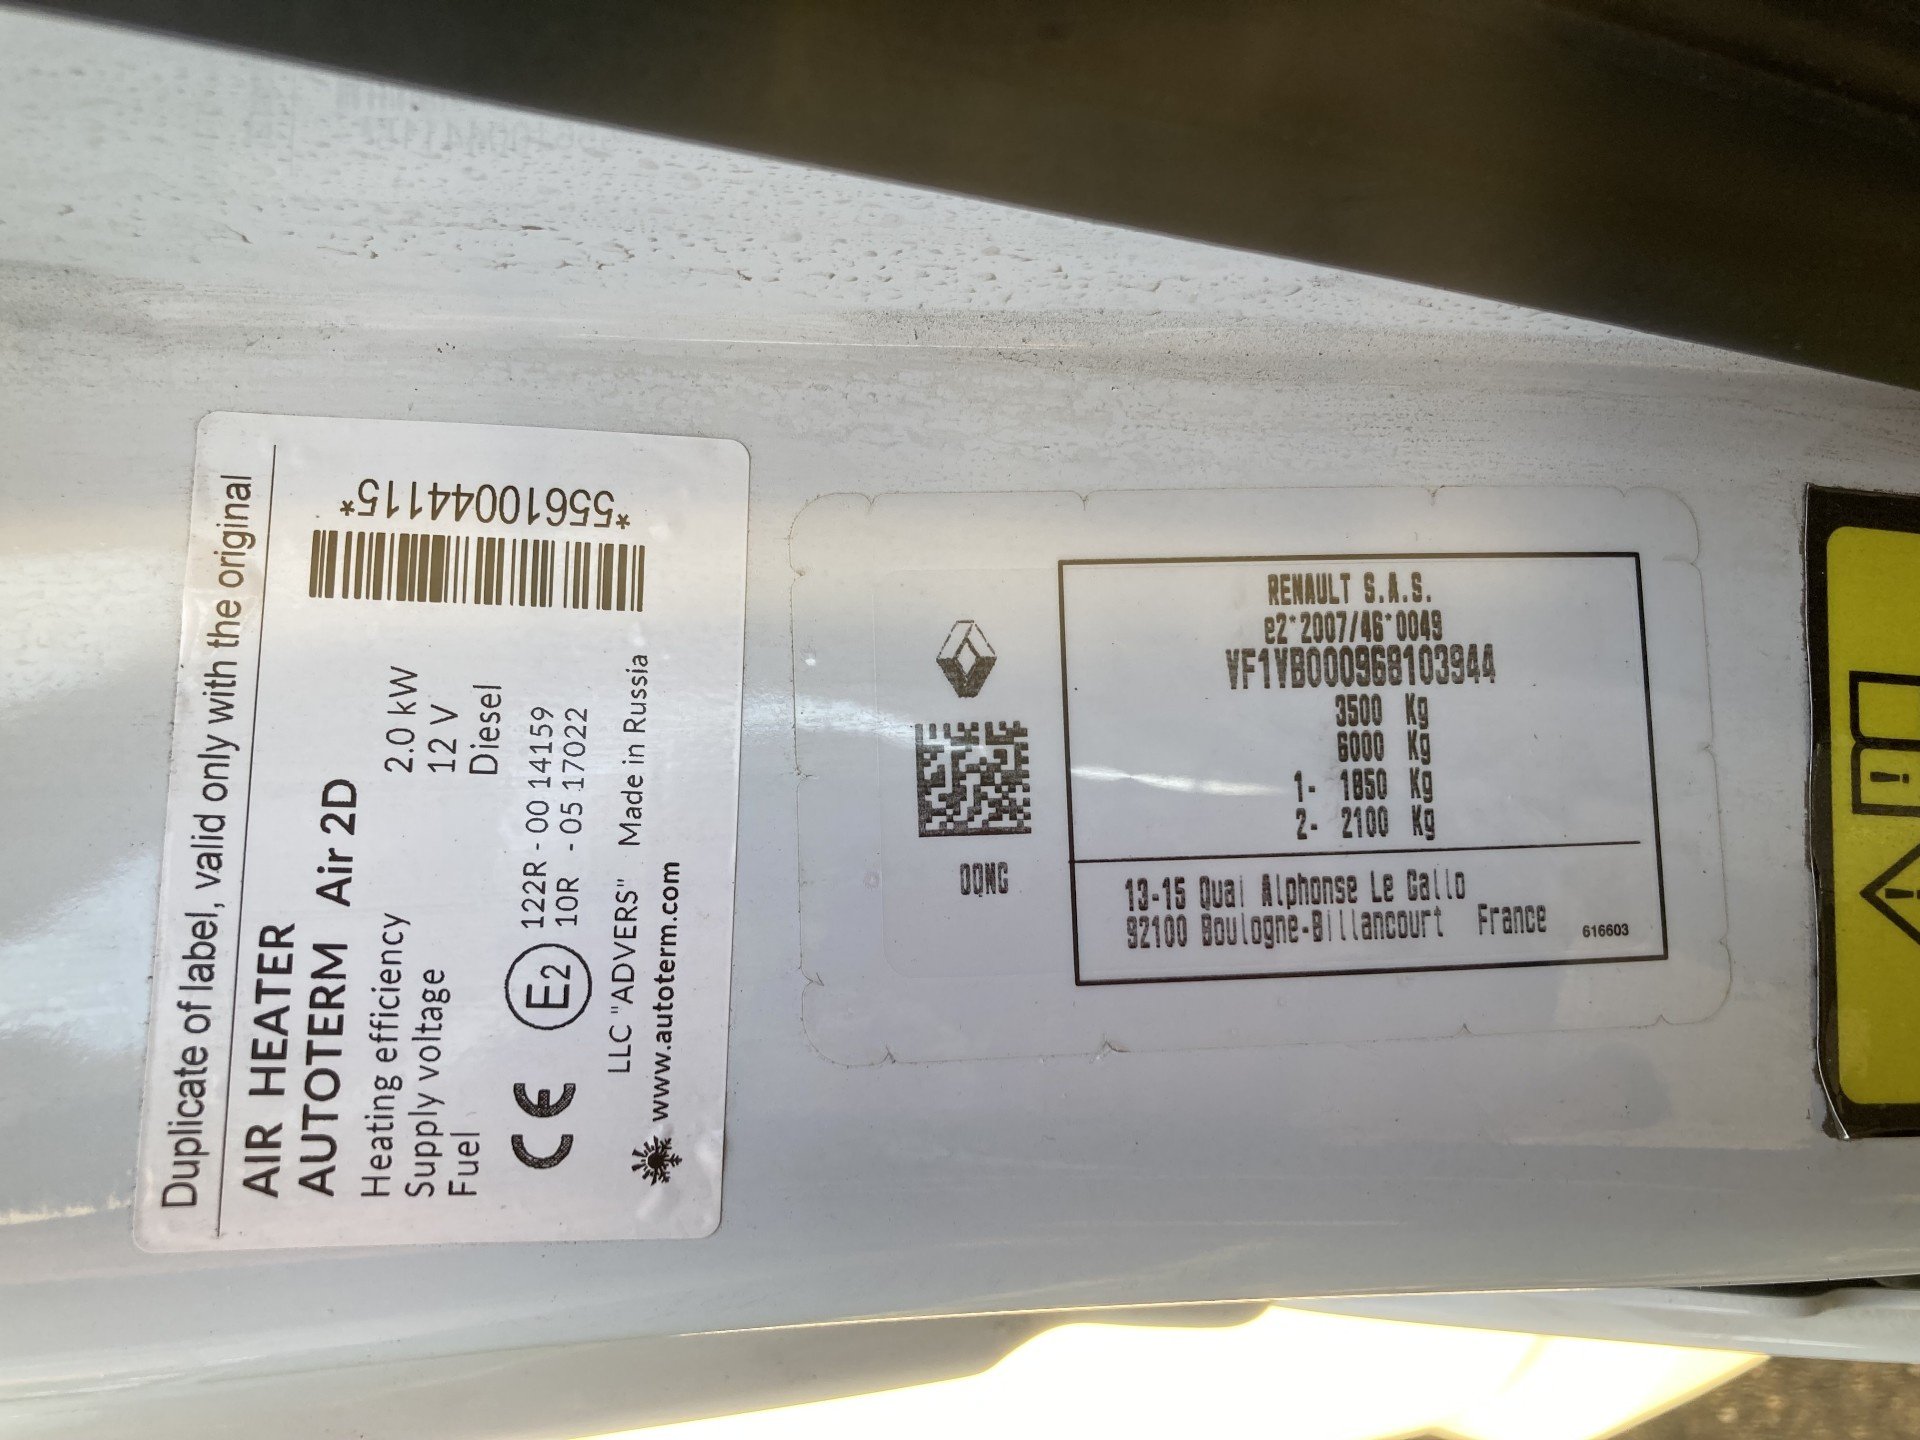 Duplicate of label, valid only with the original
AIR HEATER
AUTOTERM Air 2D
Heating efficiency 2.0 kW
Supply voltage 12 V
Fuel Diesel
CE E2 122R - 00 14159
10R - 05 17022
LLC "ADVERS" Made in Russia
www.autoterm.com
*55610044115*
RENAULT S.A.S.
e2*2007/46*0049
VF1VB000968103944
3500 Kg
6000 Kg
1- 1850 Kg
2- 2100 Kg
13-15 Quai Alphonse Le Gallo
92100 Boulogne-Billancourt France
616603